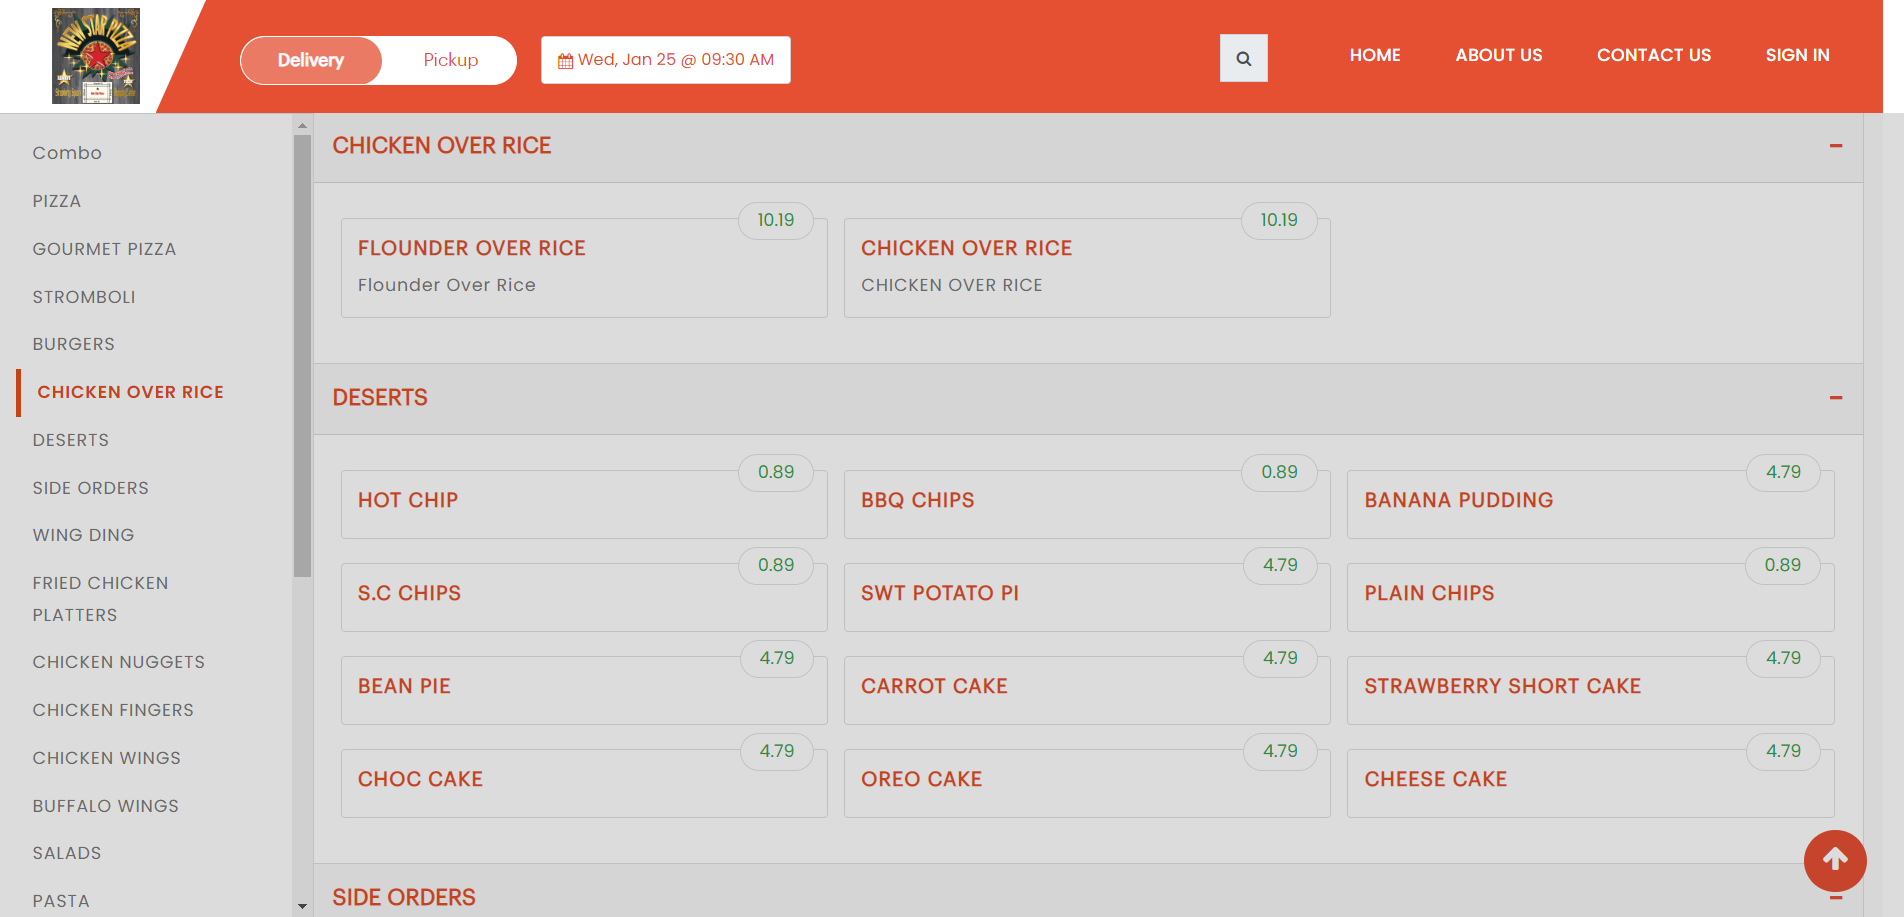 NEW STAR PIZZA
Delivery
Pickup
Wed, Jan 25 @ 09:30 AM
HOME
ABOUT US
CONTACT US
SIGN IN
Combo
PIZZA
GOURMET PIZZA
STROMBOLI
BURGERS
CHICKEN OVER RICE
DESERTS
SIDE ORDERS
WING DING
FRIED CHICKEN
PLATTERS
CHICKEN NUGGETS
CHICKEN FINGERS
CHICKEN WINGS
BUFFALO WINGS
SALADS
PASTA
CHICKEN OVER RICE
10.19
FLOUNDER OVER RICE
Flounder Over Rice
10.19
CHICKEN OVER RICE
CHICKEN OVER RICE
DESERTS
0.89
HOT CHIP
0.89
BBQ CHIPS
4.79
BANANA PUDDING
0.89
S.C CHIPS
4.79
SWT POTATO PI
0.89
PLAIN CHIPS
4.79
BEAN PIE
4.79
CARROT CAKE
4.79
STRAWBERRY SHORT CAKE
4.79
CHOC CAKE
4.79
OREO CAKE
4.79
CHEESE CAKE
SIDE ORDERS